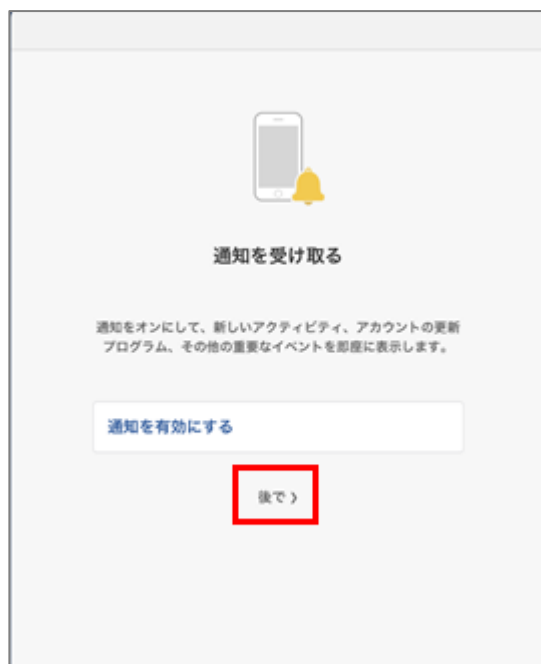 通知を受け取る
通知をオンにして、新しいアクティビティ、アカウントの更新
プログラム、その他の重要なイベントを即座に表示します。
通知を有効にする
後で 〉